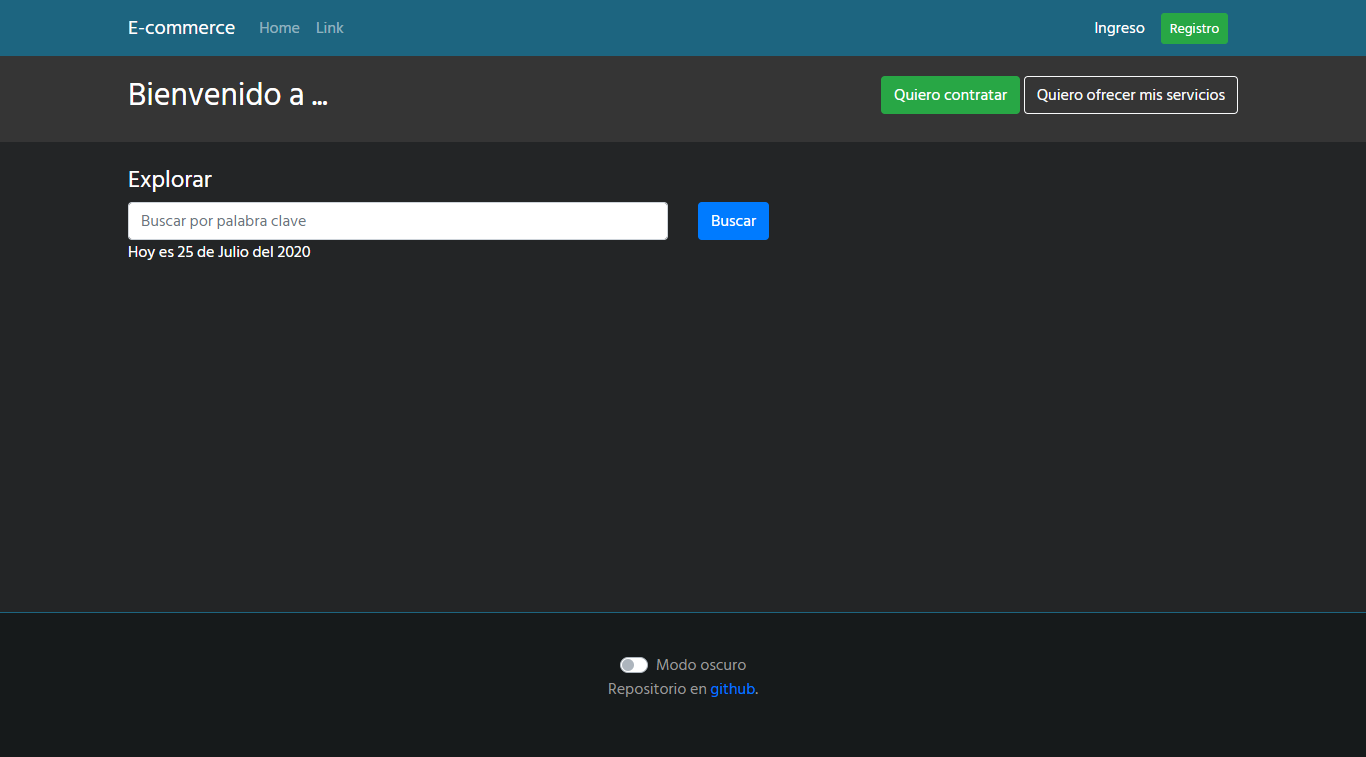 E-commerce Home Link Ingreso Registro
Bienvenido a ... Quiero contratar Quiero ofrecer mis servicios
Explorar
Buscar por palabra clave Buscar
Hoy es 25 de Julio del 2020
Modo oscuro
Repositorio en github.